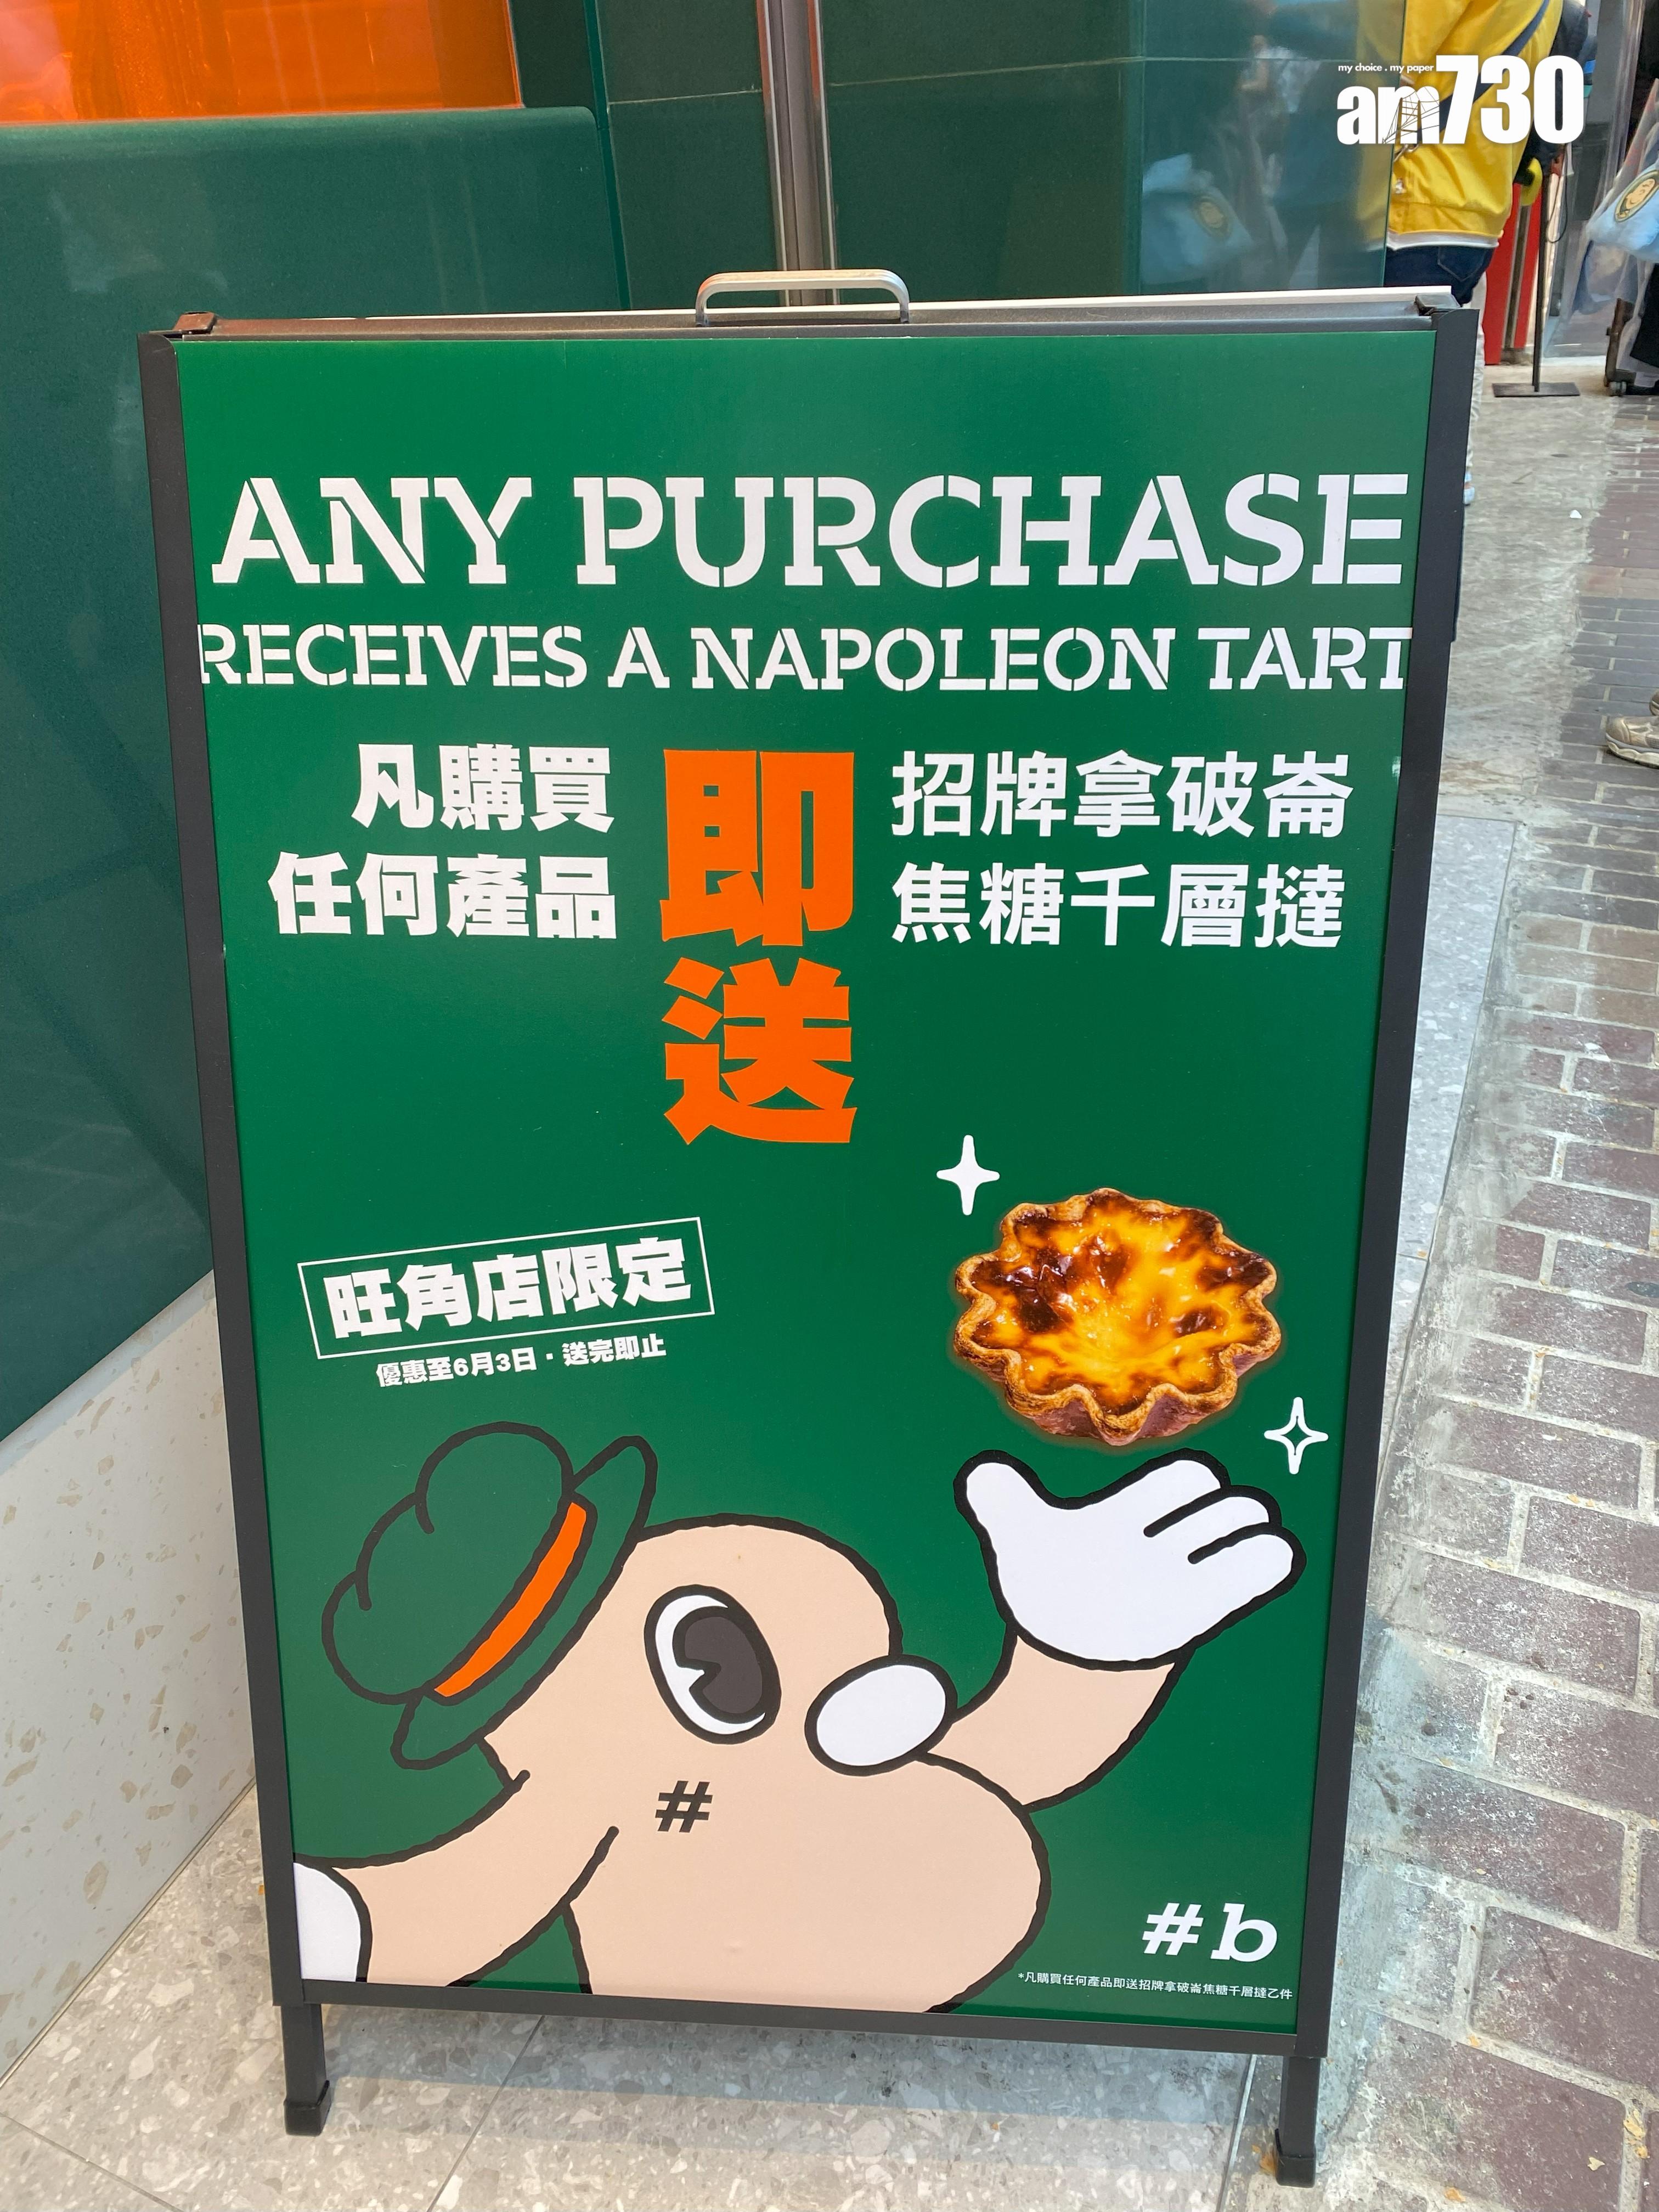 my choice . my paper
am730
ANY PURCHASE
RECEIVES A NAPOLEON TART
凡購買
任何產品
即送
招牌拿破崙
焦糖千層撻
旺角店限定
優惠至6月3日·送完即止
#
#b
*凡購買任何產品即送招牌拿破崙焦糖千層撻乙件